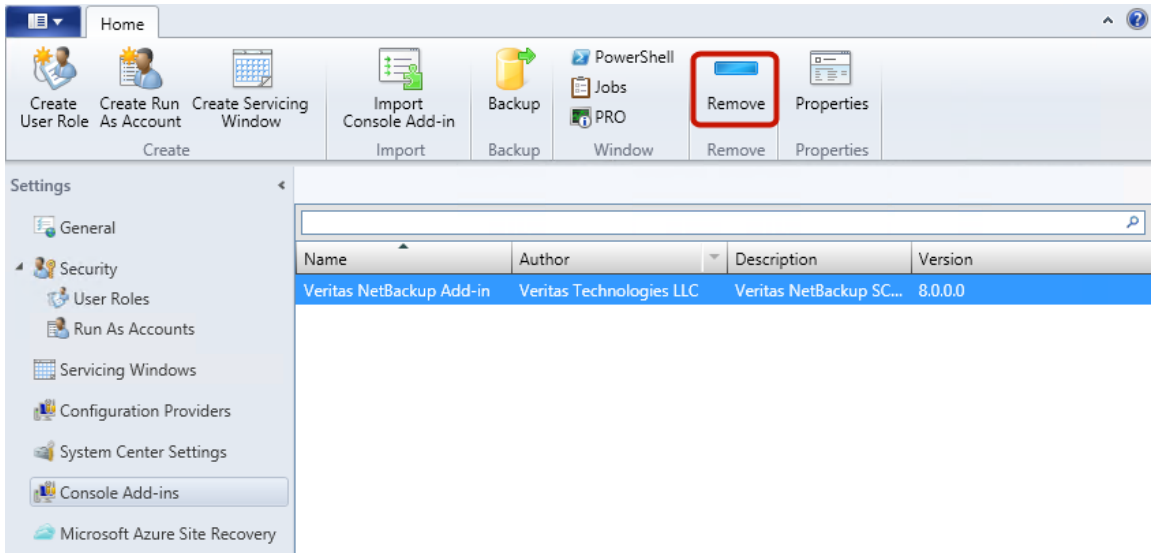 Home
Create
User Role
Create Run
As Account
Create Servicing
Window
Import
Console Add-in
Backup
PowerShell
Jobs
PRO
Remove
Properties
Create
Import
Backup
Window
Remove
Properties
Settings
General
Security
User Roles
Run As Accounts
Servicing Windows
Configuration Providers
System Center Settings
Console Add-ins
Microsoft Azure Site Recovery
Name Author Description Version
Veritas NetBackup Add-in Veritas Technologies LLC Veritas NetBackup SC... 8.0.0.0